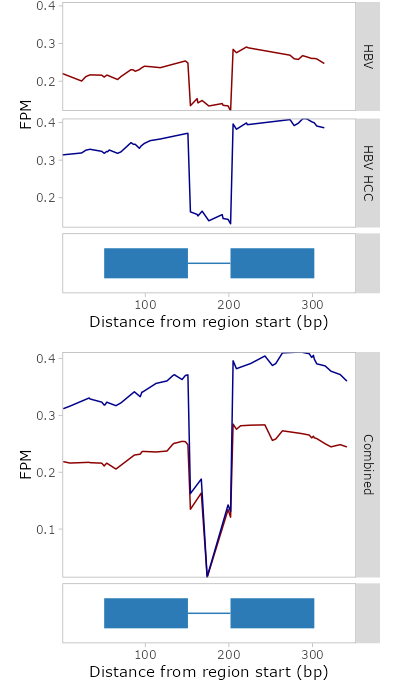 0.4
0.3
0.2
HBV
FPM
0.4
0.3
0.2
HBV HCC
100 200 300
Distance from region start (bp)
0.4
0.3
0.2
0.1
FPM
Combined
100 200 300
Distance from region start (bp)